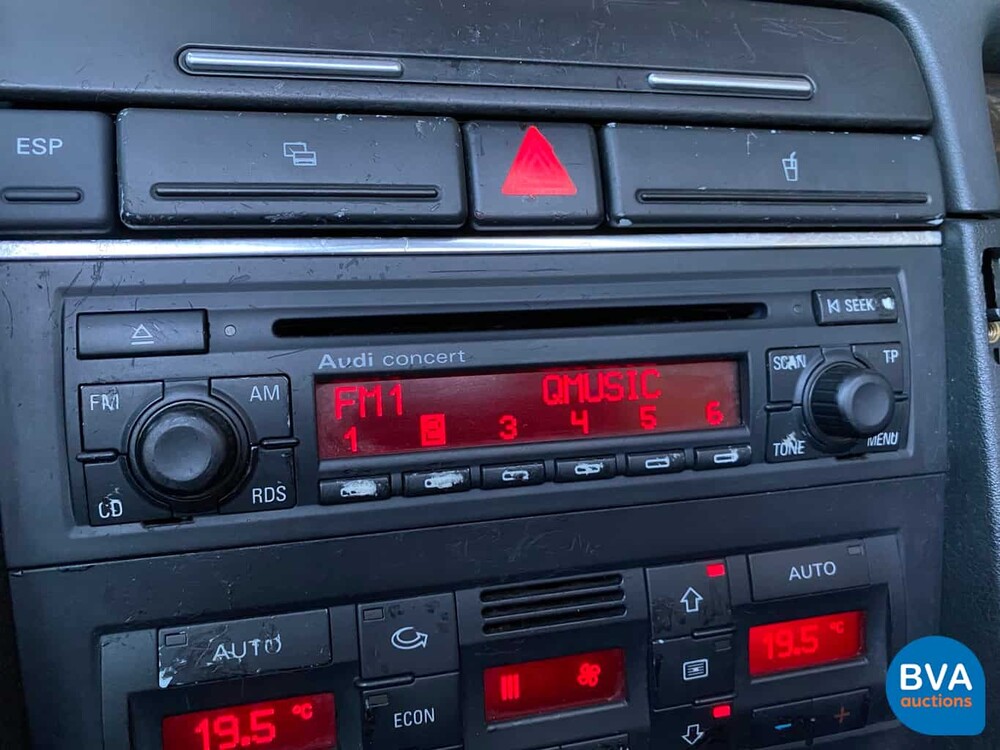 ESP
SEEK
Audi concert
FM AM
FM1 QMUSIC
1 2 3 4 5 6
SCAN TP
CD RDS
TONE MENU
AUTO
AUTO
19.5 °C
ECON
19.5 °C
BVA
auctions